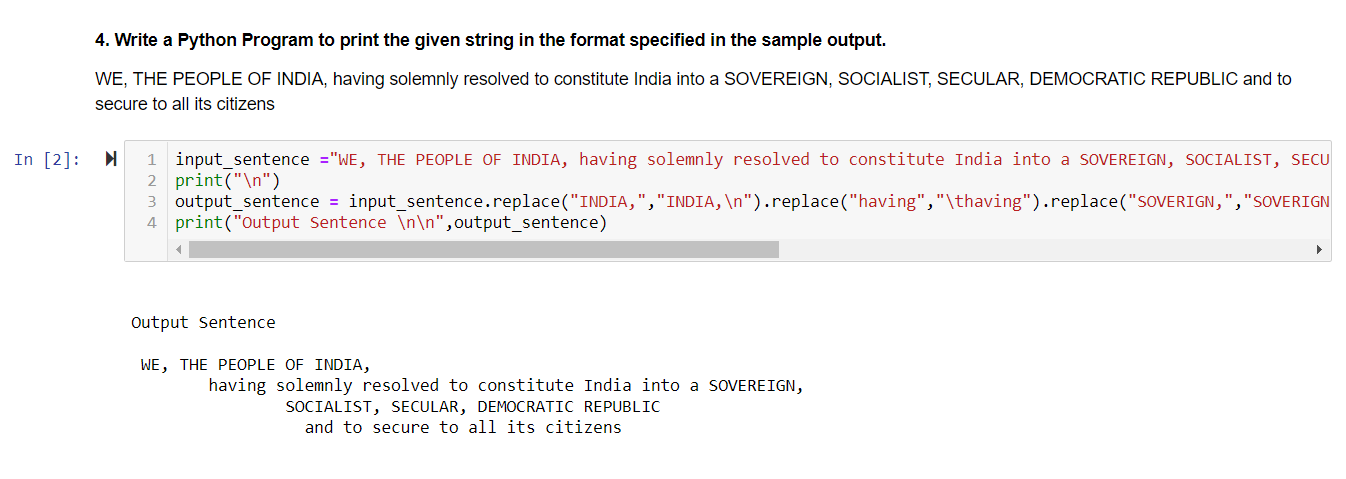 4. Write a Python Program to print the given string in the format specified in the sample output.
WE, THE PEOPLE OF INDIA, having solemnly resolved to constitute India into a SOVEREIGN, SOCIALIST, SECULAR, DEMOCRATIC REPUBLIC and to
secure to all its citizens
In [2]:
1 input_sentence ="WE, THE PEOPLE OF INDIA, having solemnly resolved to constitute India into a SOVEREIGN, SOCIALIST, SECU
2 print("\n")
3 output_sentence = input_sentence.replace("INDIA,","INDIA,\n").replace("having","\thaving").replace("SOVERIGN,","SOVERIGN
4 print("Output Sentence \n\n",output_sentence)
Output Sentence
WE, THE PEOPLE OF INDIA,
having solemnly resolved to constitute India into a SOVEREIGN,
SOCIALIST, SECULAR, DEMOCRATIC REPUBLIC
and to secure to all its citizens